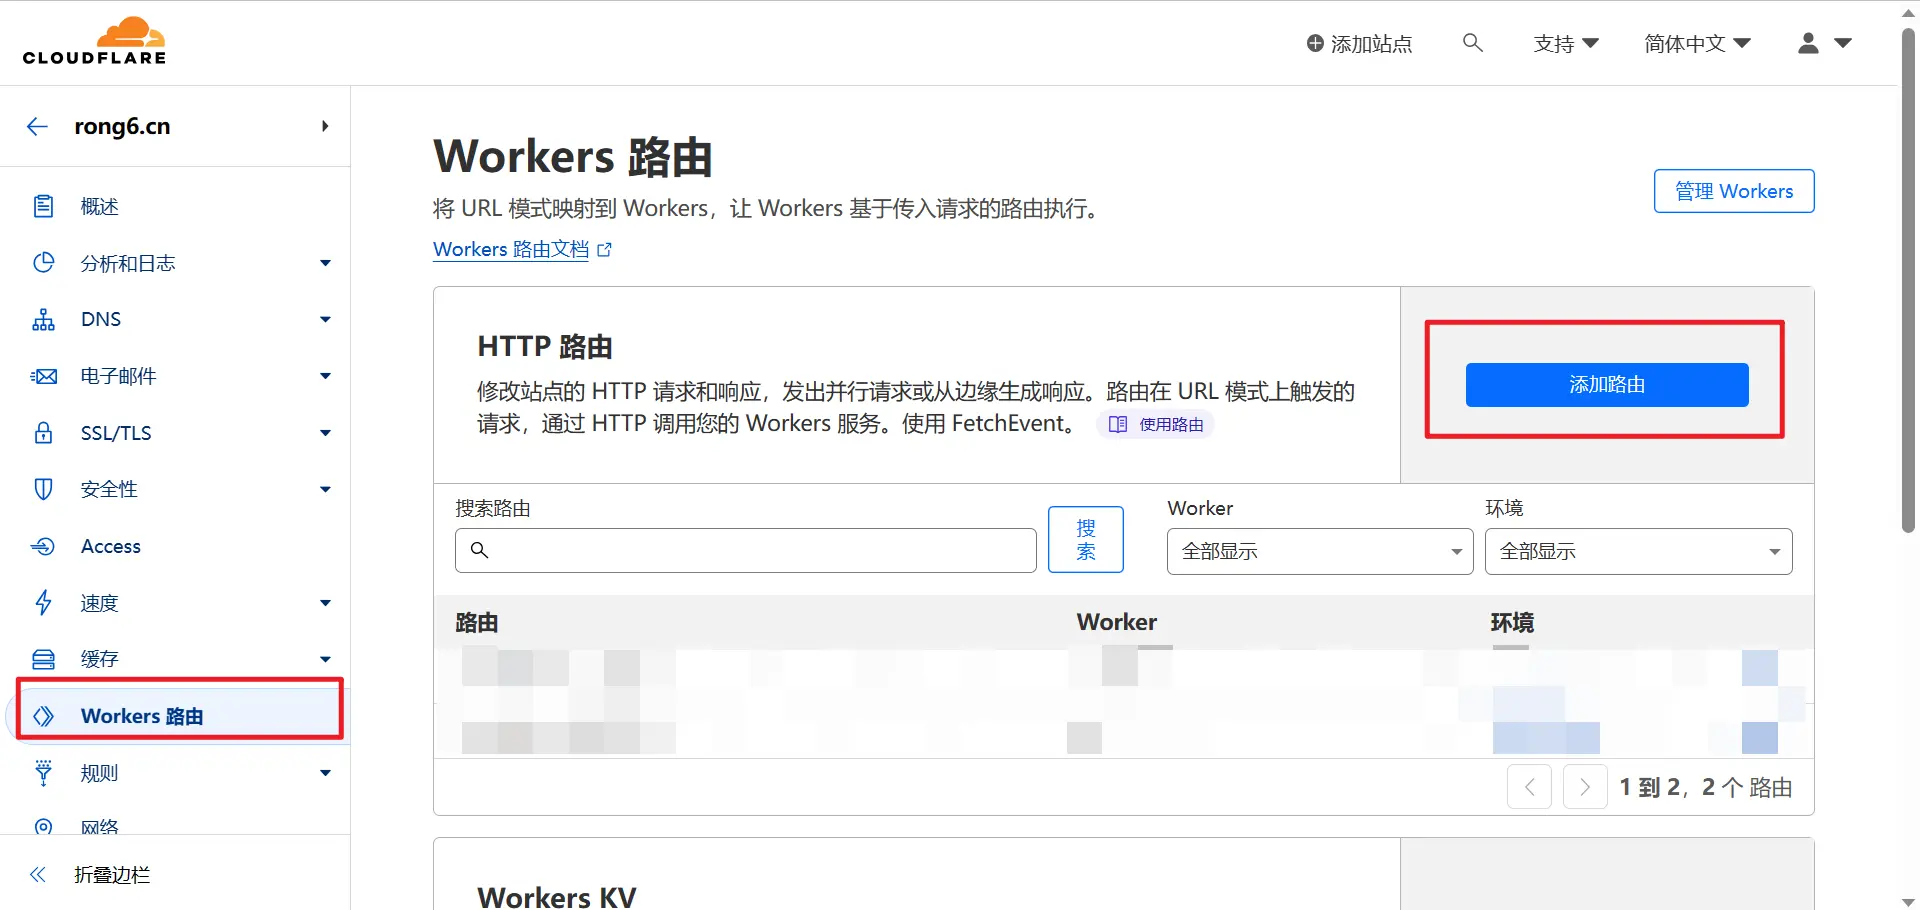 CLOUDFLARE
添加站点
支持
简体中文
rong6.cn
概述
分析和日志
DNS
电子邮件
SSL/TLS
安全性
Access
速度
缓存
Workers 路由
规则
网络
折叠边栏
Workers 路由
将 URL 模式映射到 Workers，让 Workers 基于传入请求的路由执行。
Workers 路由文档
管理 Workers
HTTP 路由
修改站点的 HTTP 请求和响应，发出并行请求或从边缘生成响应。路由在 URL 模式上触发的
请求，通过 HTTP 调用您的 Workers 服务。使用 FetchEvent。 使用路由
添加路由
搜索路由
搜
索
Worker
全部显示
环境
全部显示
路由 Worker 环境
1 到 2，2 个 路由
Workers KV